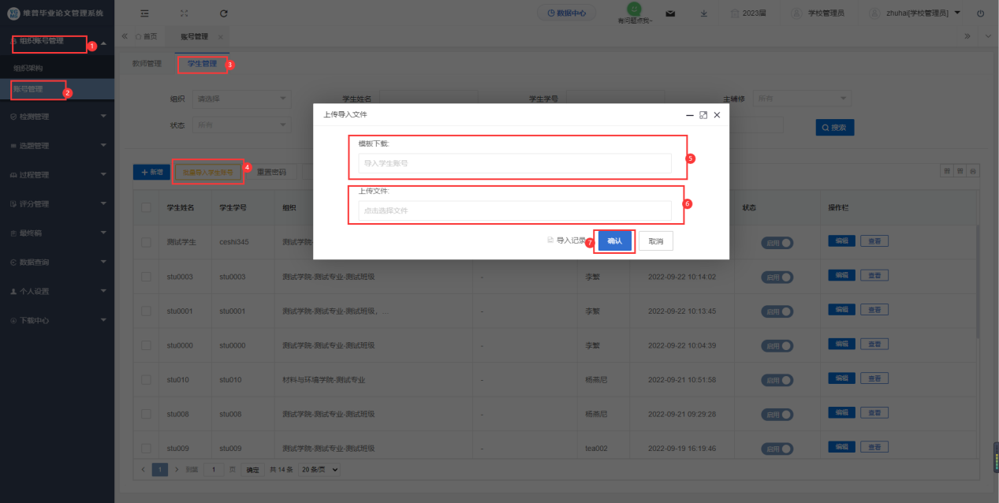 维普毕业论文管理系统
数据中心
有问题点我~
2023届
学校管理员
zhuhai[学校管理员]
组织账号管理
1
首页
账号管理
组织架构
账号管理
2
检测管理
选题管理
过程管理
评分管理
最终稿
数据查询
个人设置
下载中心
教师管理
学生管理
3
组织
请选择
学生姓名
学生学号
主辅修
所有
状态
所有
搜索
上传导入文件
模板下载:
导入学生账号
5
上传文件:
点击选择文件
6
导入记录
7
确认
取消
新增
批量导入学生账号
4
重置密码
学生姓名
学生学号
组织
状态
操作栏
测试学生
ceshi345
测试学院-
启用
编辑
查看
stu0003
stu0003
测试学院-测试专业-测试班级
-
李繁
2022-09-22 10:14:02
启用
编辑
查看
stu0001
stu0001
测试学院-测试专业-测试班级, ...
-
李繁
2022-09-22 10:13:45
启用
编辑
查看
stu0000
stu0000
测试学院-测试专业-测试班级
-
李繁
2022-09-22 10:04:39
启用
编辑
查看
stu010
stu010
材料与环境学院-测试专业
-
杨燕尼
2022-09-21 10:51:58
启用
编辑
查看
stu008
stu008
测试学院-测试专业-测试班级
-
杨燕尼
2022-09-21 09:29:28
启用
编辑
查看
stu009
stu009
测试学院-测试专业-测试班级
-
tea002
2022-09-19 16:19:46
启用
编辑
查看
1
到第
1
页
确定
共 14 条
20 条/页